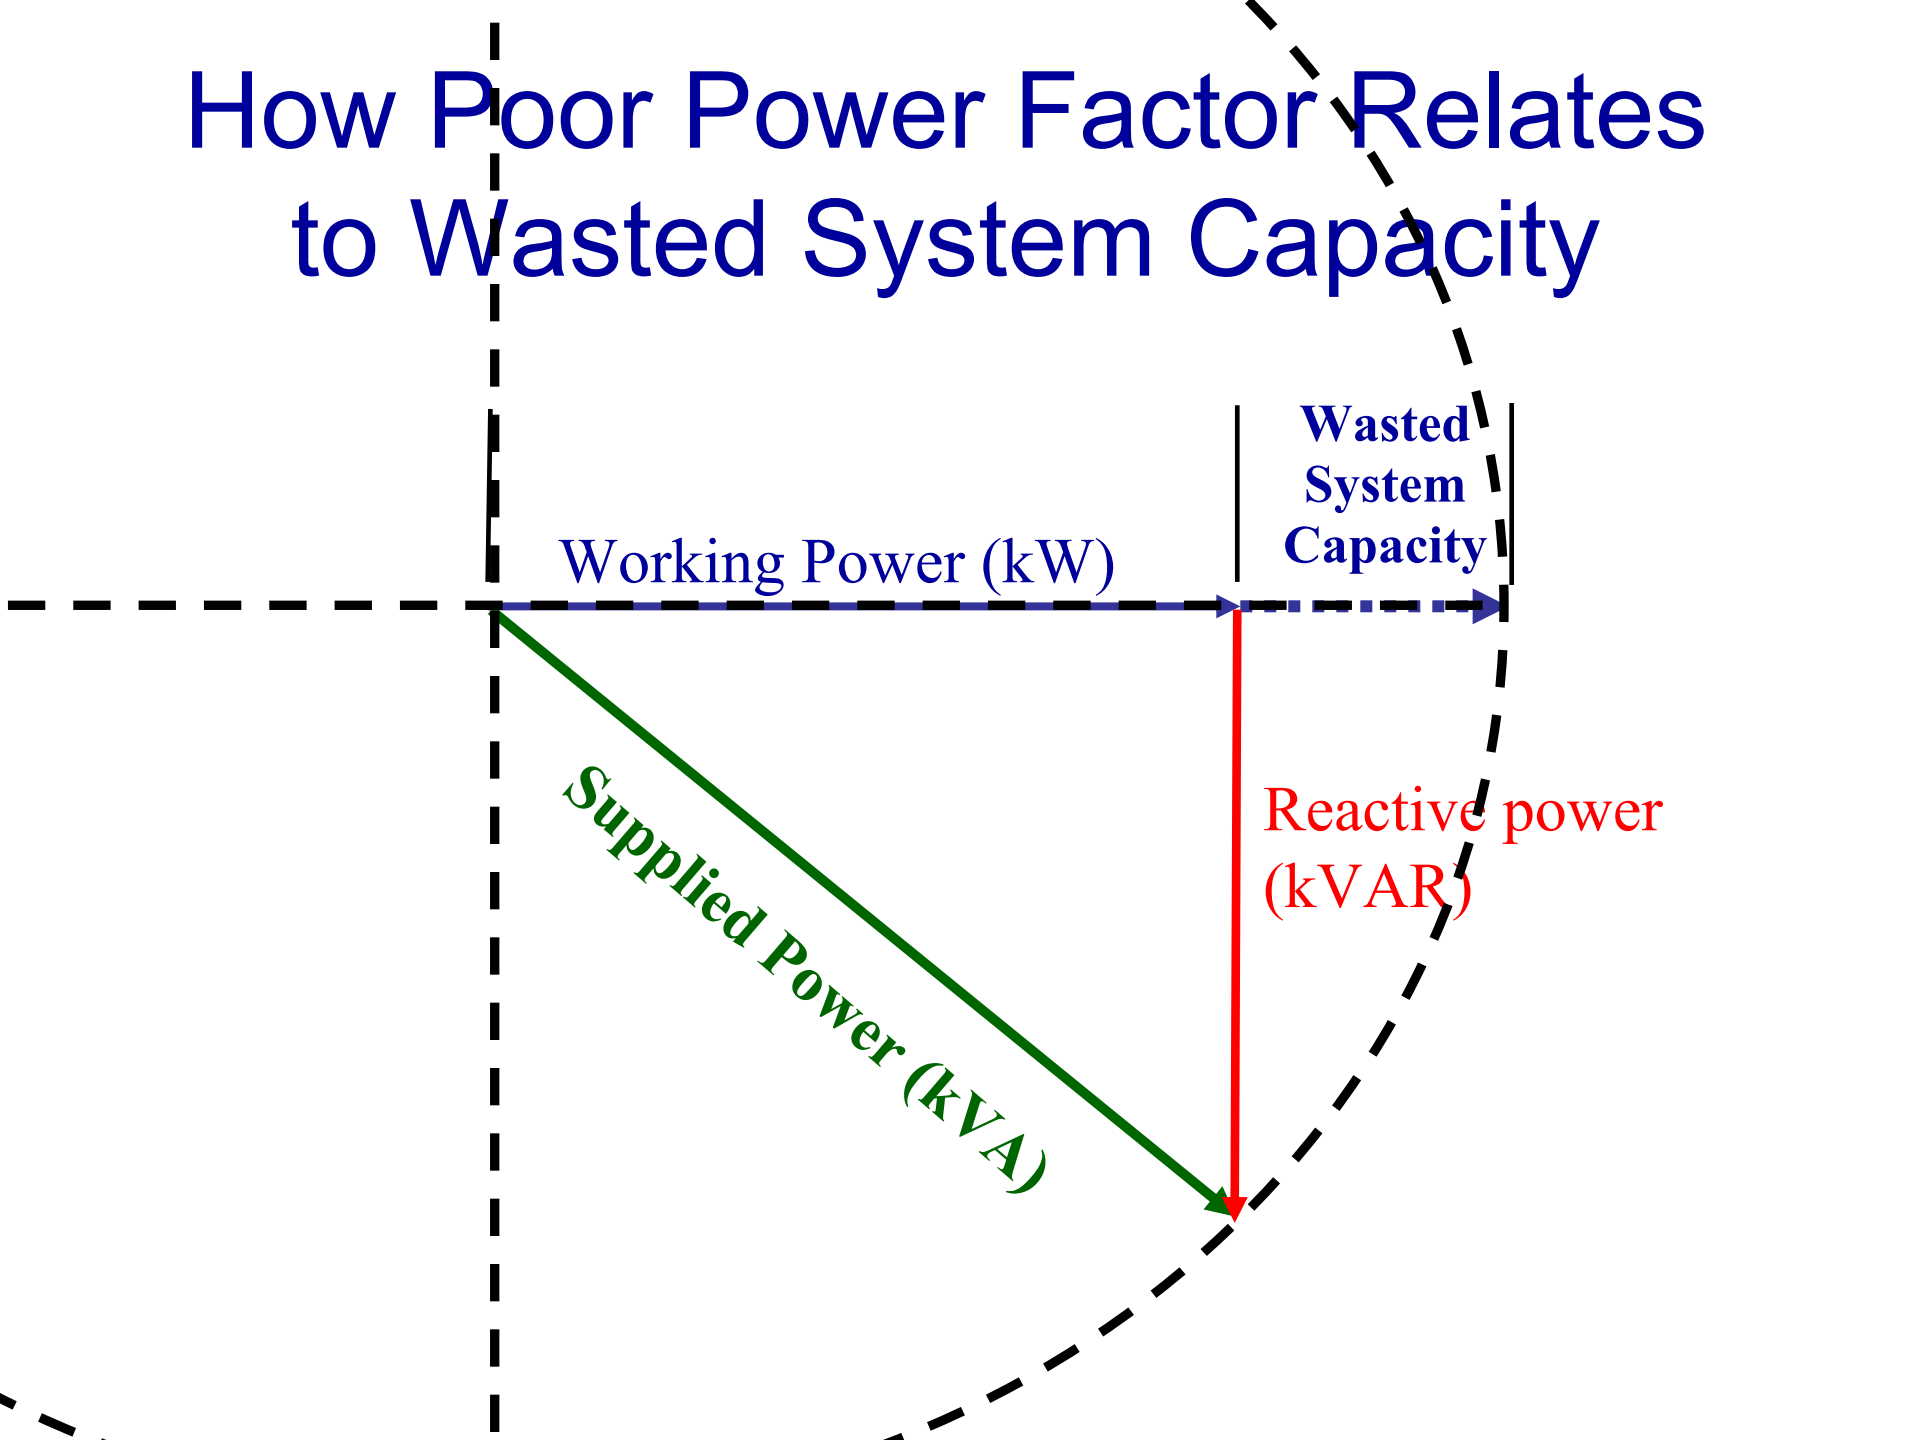 How Poor Power Factor Relates
to Wasted System Capacity
Wasted
System
Capacity
Working Power (kW)
Supplied Power (kVA)
Reactive power
(kVAR)